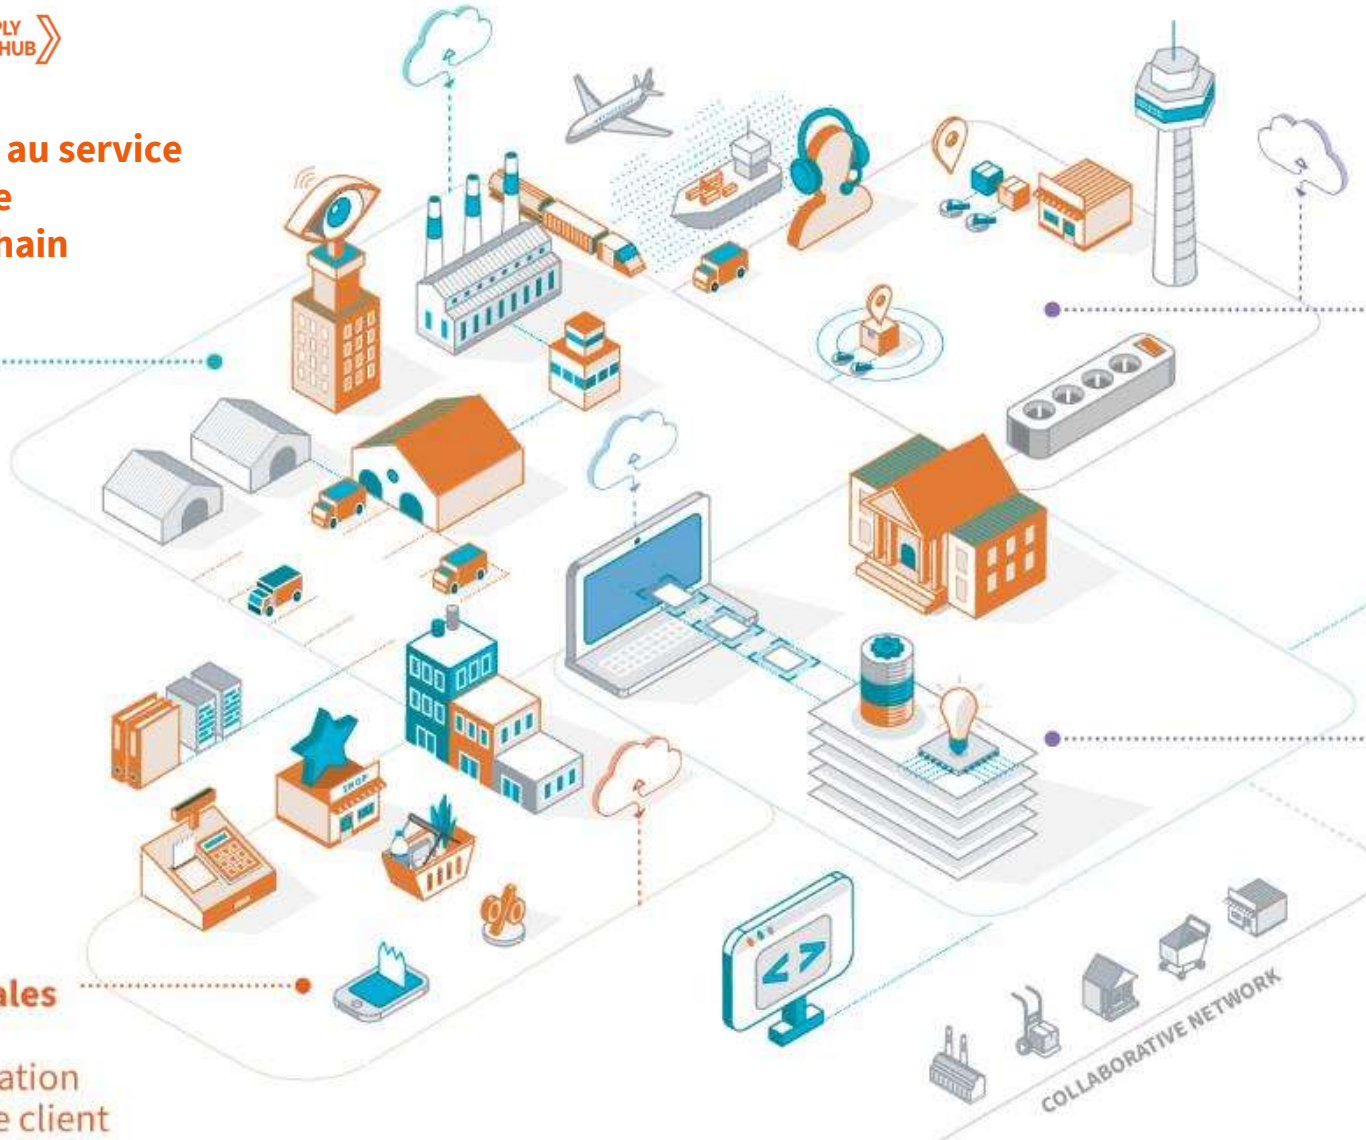 PLY
HUB
au service
e
hain
SHOP
%
< >
ales
ation
e client
COLLABORATIVE NETWORK